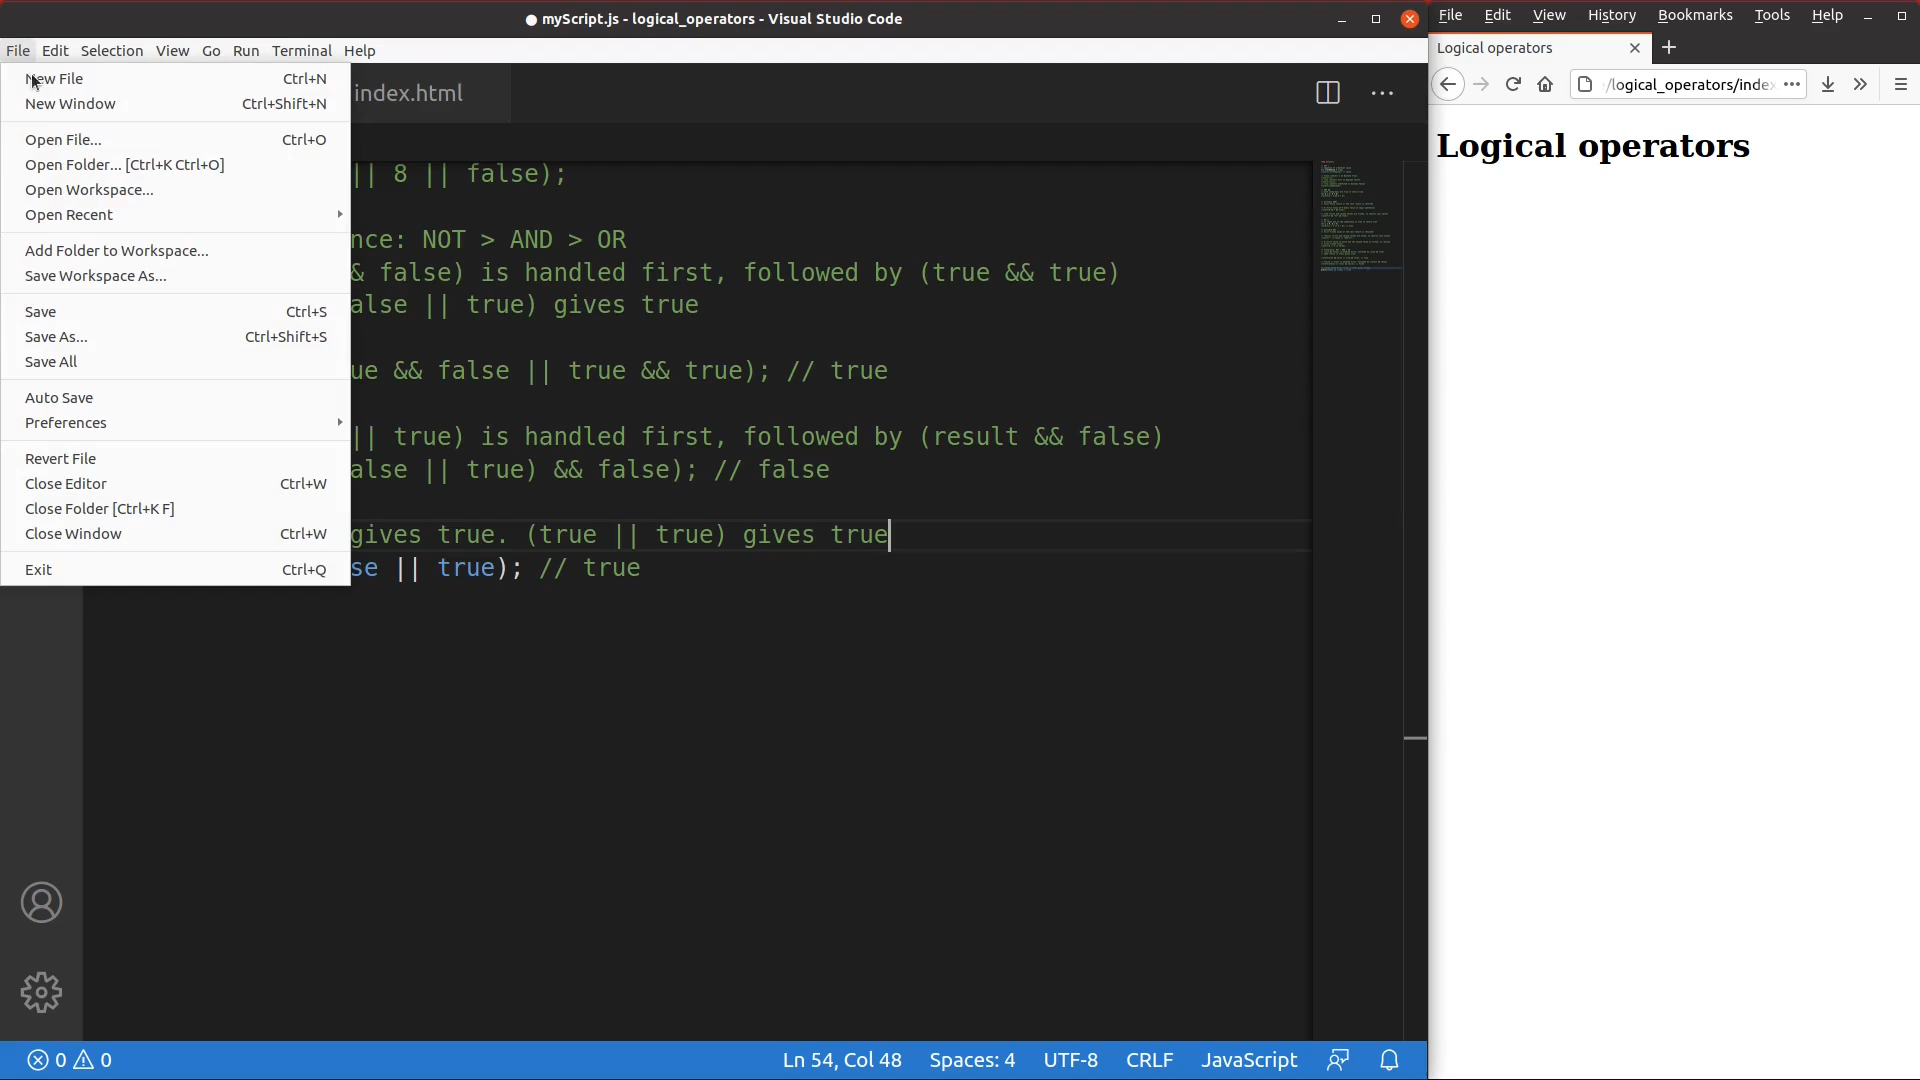 ● myScript.js - logical_operators - Visual Studio Code
File Edit Selection View Go Run Terminal Help
New File Ctrl+N
New Window Ctrl+Shift+N
Open File... Ctrl+O
Open Folder... [Ctrl+K Ctrl+O]
Open Workspace...
Open Recent
Add Folder to Workspace...
Save Workspace As...
Save Ctrl+S
Save As... Ctrl+Shift+S
Save All
Auto Save
Preferences
Revert File
Close Editor Ctrl+W
Close Folder [Ctrl+K F]
Close Window Ctrl+W
Exit Ctrl+Q
index.html
|| 8 || false);
nce: NOT > AND > OR
& false) is handled first, followed by (true && true)
alse || true) gives true
ue && false || true && true); // true
|| true) is handled first, followed by (result && false)
alse || true) && false); // false
gives true. (true || true) gives true
se || true); // true
0 0
Ln 54, Col 48 Spaces: 4 UTF-8 CRLF JavaScript
File Edit View History Bookmarks Tools Help
Logical operators
/logical_operators/index
Logical operators